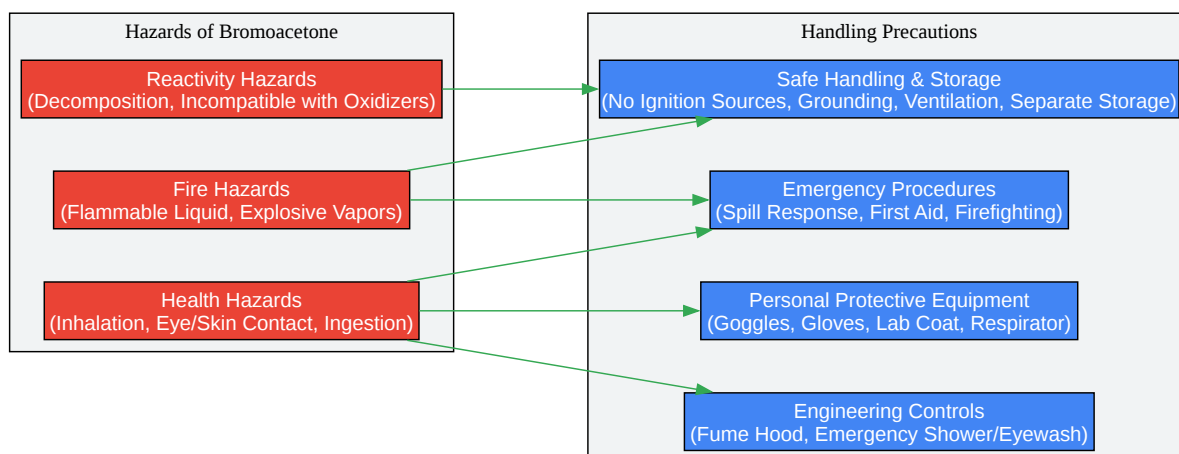 Hazards of Bromoacetone
Reactivity Hazards
(Decomposition, Incompatible with Oxidizers)
Fire Hazards
(Flammable Liquid, Explosive Vapors)
Health Hazards
(Inhalation, Eye/Skin Contact, Ingestion)
Handling Precautions
Safe Handling & Storage
(No Ignition Sources, Grounding, Ventilation, Separate Storage)
Emergency Procedures
(Spill Response, First Aid, Firefighting)
Personal Protective Equipment
(Goggles, Gloves, Lab Coat, Respirator)
Engineering Controls
(Fume Hood, Emergency Shower/Eyewash)